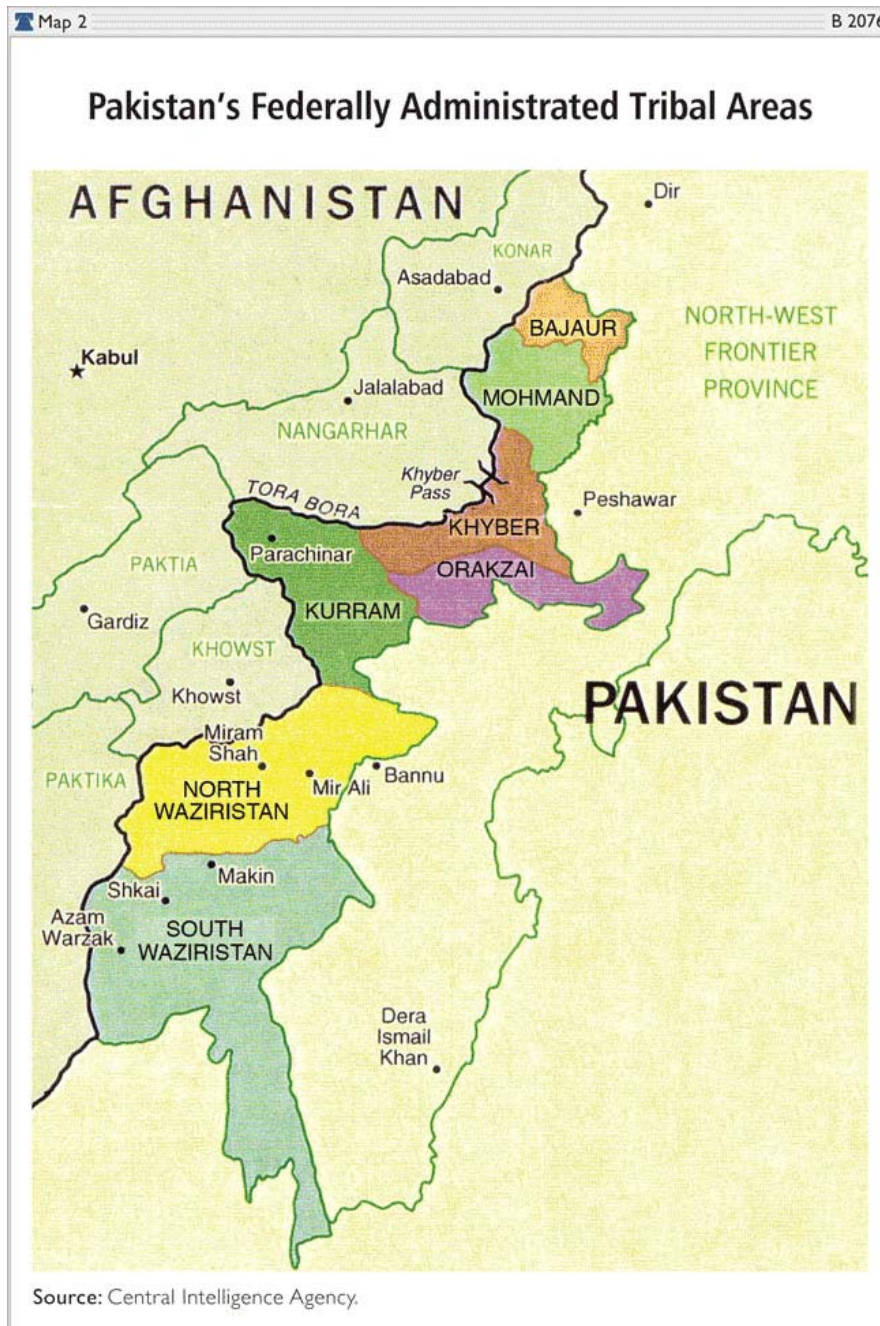 Map 2
B 2076
Pakistan's Federally Administrated Tribal Areas
AFGHANISTAN
Dir
KONAR
Asadabad
BAJAUR
NORTH-WEST
FRONTIER
PROVINCE
Kabul
Jalalabad
MOHMAND
NANGARHAR
Khyber
Pass
TORA BORA
Peshawar
KHYBER
Parachinar
ORAKZAI
PAKTIA
KURRAM
Gardiz
KHOWST
Khowst
PAKISTAN
Miram
Shah
PAKTIKA
Mir Ali
Bannu
NORTH
WAZIRISTAN
Makin
Shkai
Azam
Warzak
SOUTH
WAZIRISTAN
Dera
Ismail
Khan
Source: Central Intelligence Agency.